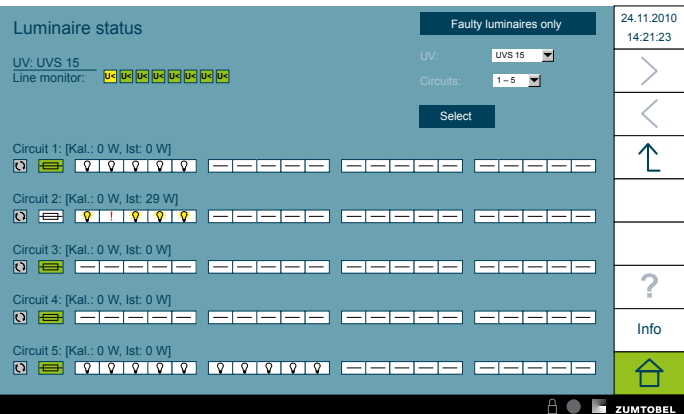 Luminaire status
Faulty luminaires only
24.11.2010
14:21:23
UV: UVS 15
Line monitor: U< U< U< U< U< U< U< U<
UV: UVS 15
Circuits: 1 – 5
Select
Circuit 1: [Kal.: 0 W, Ist: 0 W]
Circuit 2: [Kal.: 0 W, Ist: 29 W]
!
Circuit 3: [Kal.: 0 W, Ist: 0 W]
Circuit 4: [Kal.: 0 W, Ist: 0 W]
Circuit 5: [Kal.: 0 W, Ist: 0 W]
?
Info
ZUMTOBEL